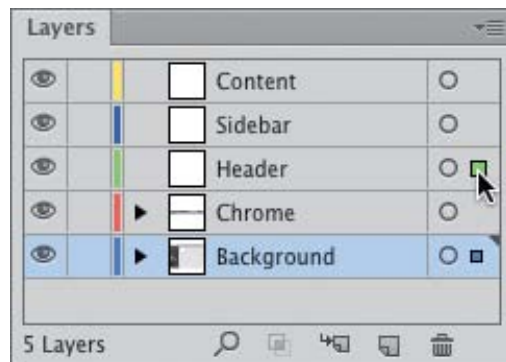 Layers
Content
Sidebar
Header
Chrome
Background
5 Layers